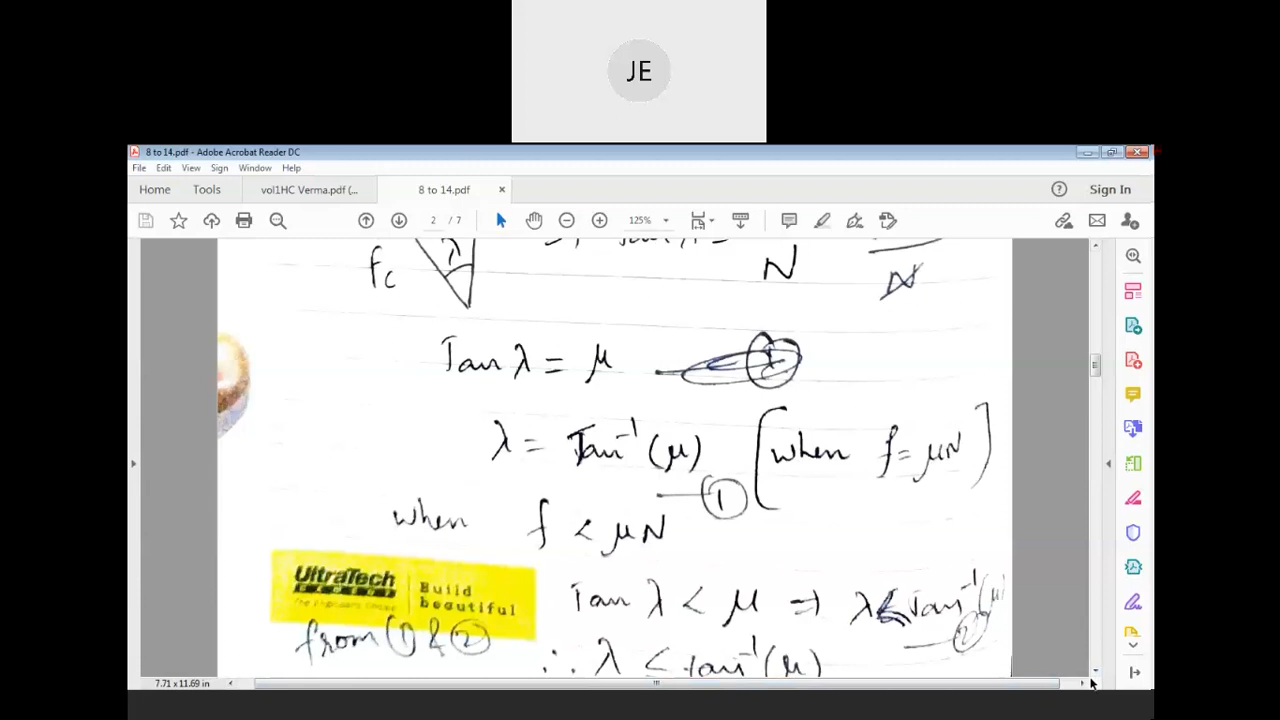 JE
8 to 14.pdf - Adobe Acrobat Reader DC
File Edit View Sign Window Help
Home Tools vol1HC Verma.pdf (... 8 to 14.pdf × Sign In
2 / 7 125%
fc λ N N
Tan λ = μ
λ = Tan⁻¹(μ) [when f = μN]
①
when f < μN
UltraTech Build
beautiful
Tan λ < μ ⇒ λ < Tan⁻¹(μ)
②
from ① & ②
∴ λ ≤ tan⁻¹(μ)
7.71 x 11.69 in